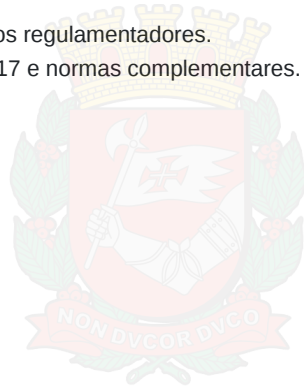 os regulamentadores.
17 e normas complementares.
NON DVCOR DVCO